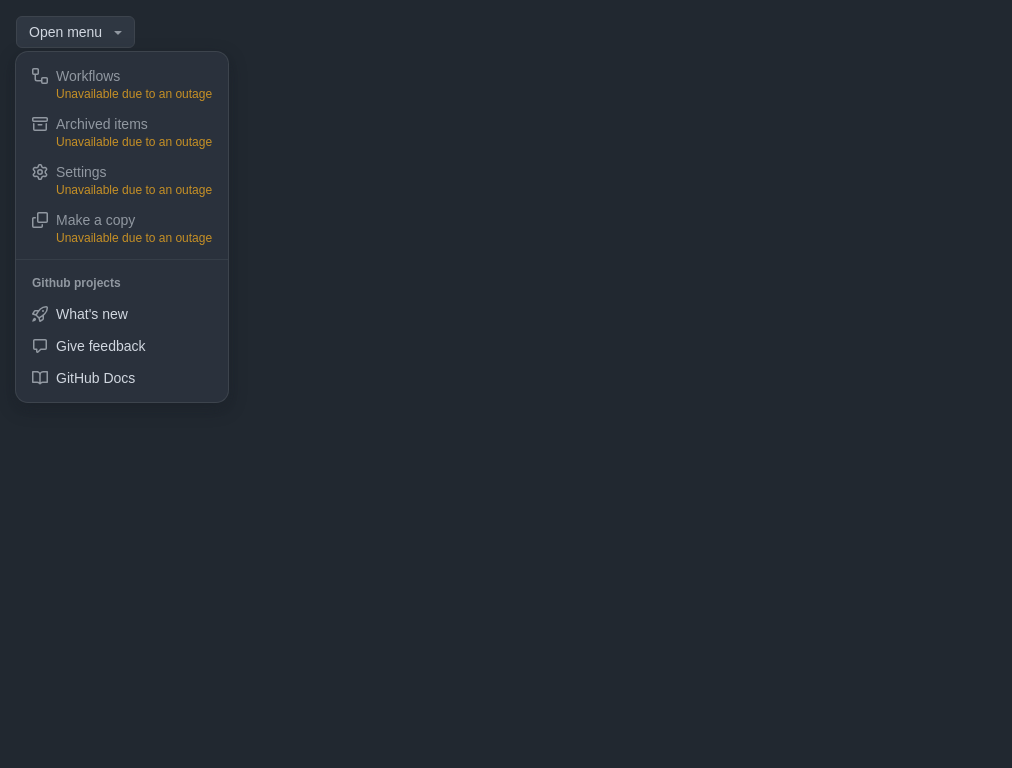 Open menu
Workflows
Unavailable due to an outage
Archived items
Unavailable due to an outage
Settings
Unavailable due to an outage
Make a copy
Unavailable due to an outage
Github projects
What's new
Give feedback
GitHub Docs